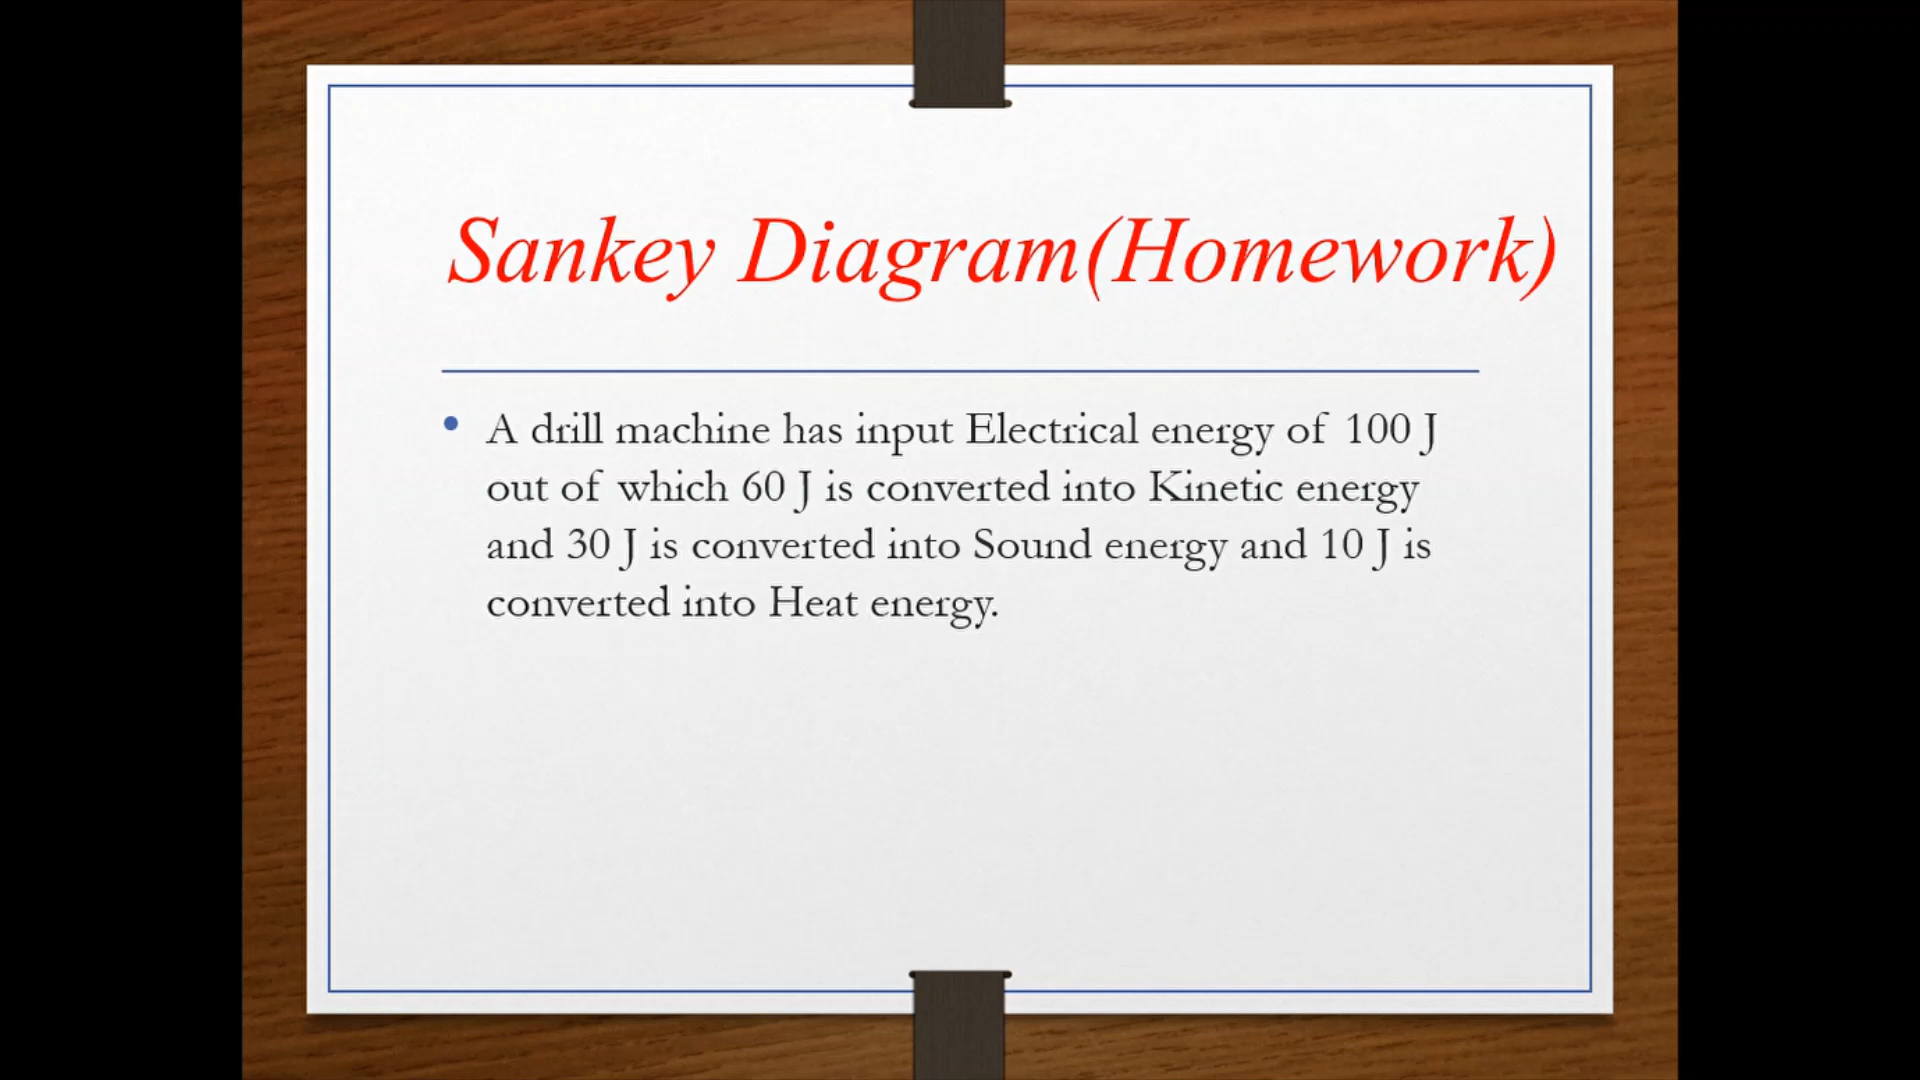 Sankey Diagram(Homework)
• A drill machine has input Electrical energy of 100 J
out of which 60 J is converted into Kinetic energy
and 30 J is converted into Sound energy and 10 J is
converted into Heat energy.